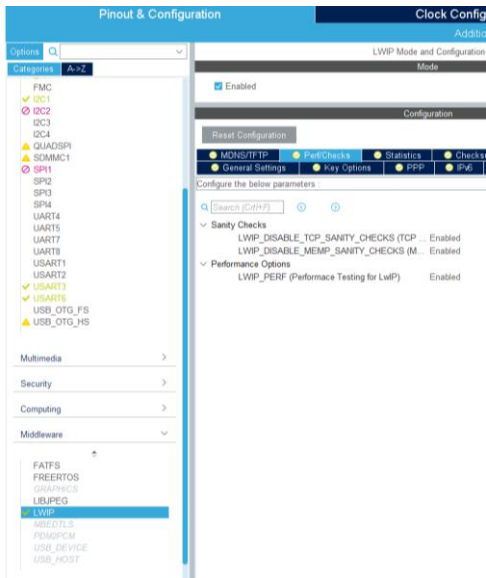 Pinout & Configuration
Clock Config
Additio
Options
LWIP Mode and Configuration
Categories A->Z
Mode
FMC
I2C1
I2C2
I2C3
I2C4
QUADSPI
SDMMC1
SPI1
SPI2
SPI3
SPI4
UART4
UART5
UART7
UART8
USART1
USART2
USART3
USART6
USB_OTG_FS
USB_OTG_HS
Multimedia
Security
Computing
Middleware
FATFS
FREERTOS
GRAPHICS
LIBJPEG
LWIP
MBEDTLS
PDM2PCM
USB_DEVICE
USB_HOST
Enabled
Configuration
Reset Configuration
MDNS/TFTP Perf/Checks Statistics Checks
General Settings Key Options PPP IPv6
Configure the below parameters :
Search (Crtl+F)
Sanity Checks
LWIP_DISABLE_TCP_SANITY_CHECKS (TCP ... Enabled
LWIP_DISABLE_MEMP_SANITY_CHECKS (M... Enabled
Performance Options
LWIP_PERF (Performace Testing for LwIP) Enabled